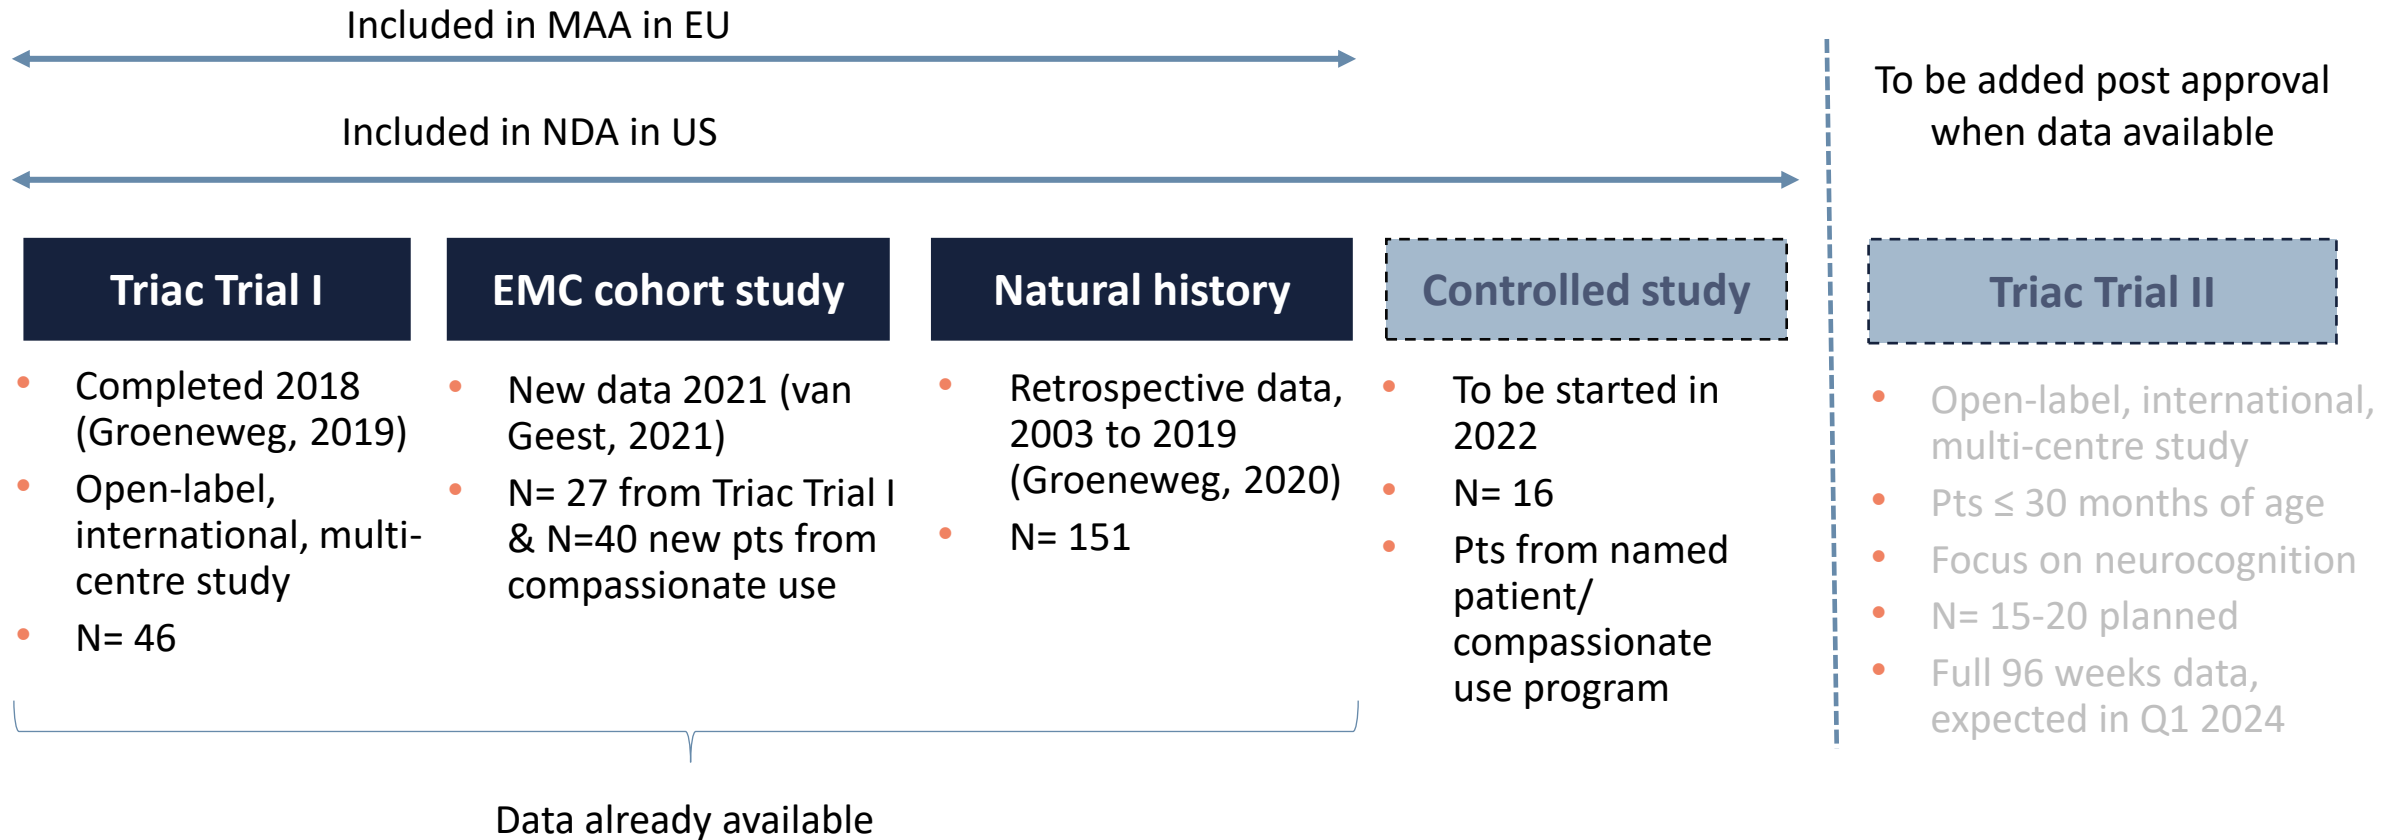 Included in MAA in EU
Included in NDA in US
To be added post approval
when data available
Triac Trial I
• Completed 2018
(Groeneweg, 2019)
• Open-label,
international, multi-
centre study
• N= 46
EMC cohort study
• New data 2021 (van
Geest, 2021)
• N= 27 from Triac Trial I
& N=40 new pts from
compassionate use
Natural history
• Retrospective data,
2003 to 2019
(Groeneweg, 2020)
• N= 151
Controlled study
• To be started in
2022
• N= 16
• Pts from named
patient/
compassionate
use program
Triac Trial II
• Open-label, international,
multi-centre study
• Pts ≤ 30 months of age
• Focus on neurocognition
• N= 15-20 planned
• Full 96 weeks data,
expected in Q1 2024
Data already available